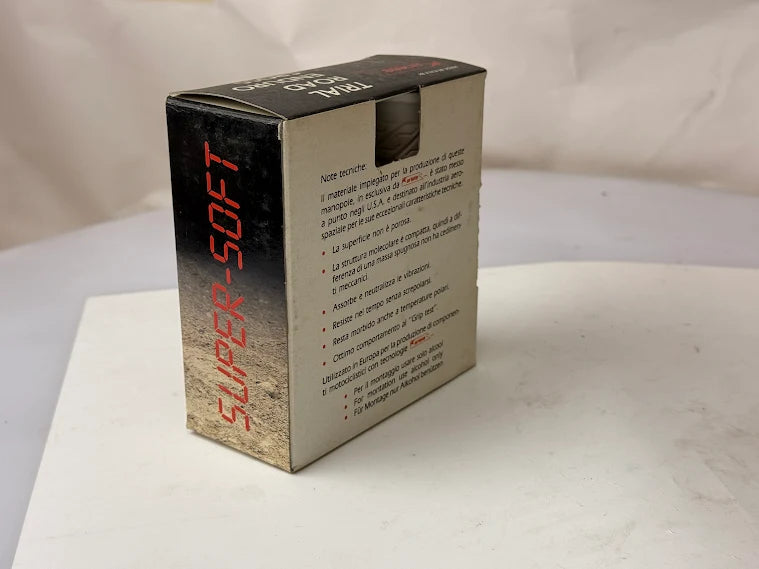 TRIAL
ROAD
ENDURO
SUPER-SOFT
Note tecniche:
Il materiale impiegato per la produzione di queste
manopole, in esclusiva da è stato messo
a punto negli U.S.A. e destinato all'industria aero-
spaziale per le sue eccezionali caratteristiche tecniche.
• La superficie non è porosa.
• La struttura molecolare è compatta, quindi a dif-
ferenza di una massa spugnosa non ha cedimen-
ti meccanici.
• Assorbe e neutralizza le vibrazioni.
• Resiste nel tempo senza screpolarsi.
• Resta morbido anche a temperature polari.
• Ottimo comportamento al "Grip test".
Utilizzato in Europa per la produzione di componen-
ti motociclistici con tecnologie
• Per il montaggio usare solo alcool
• For montation use alcohol only
• Für Montage nur Alkohol benützen